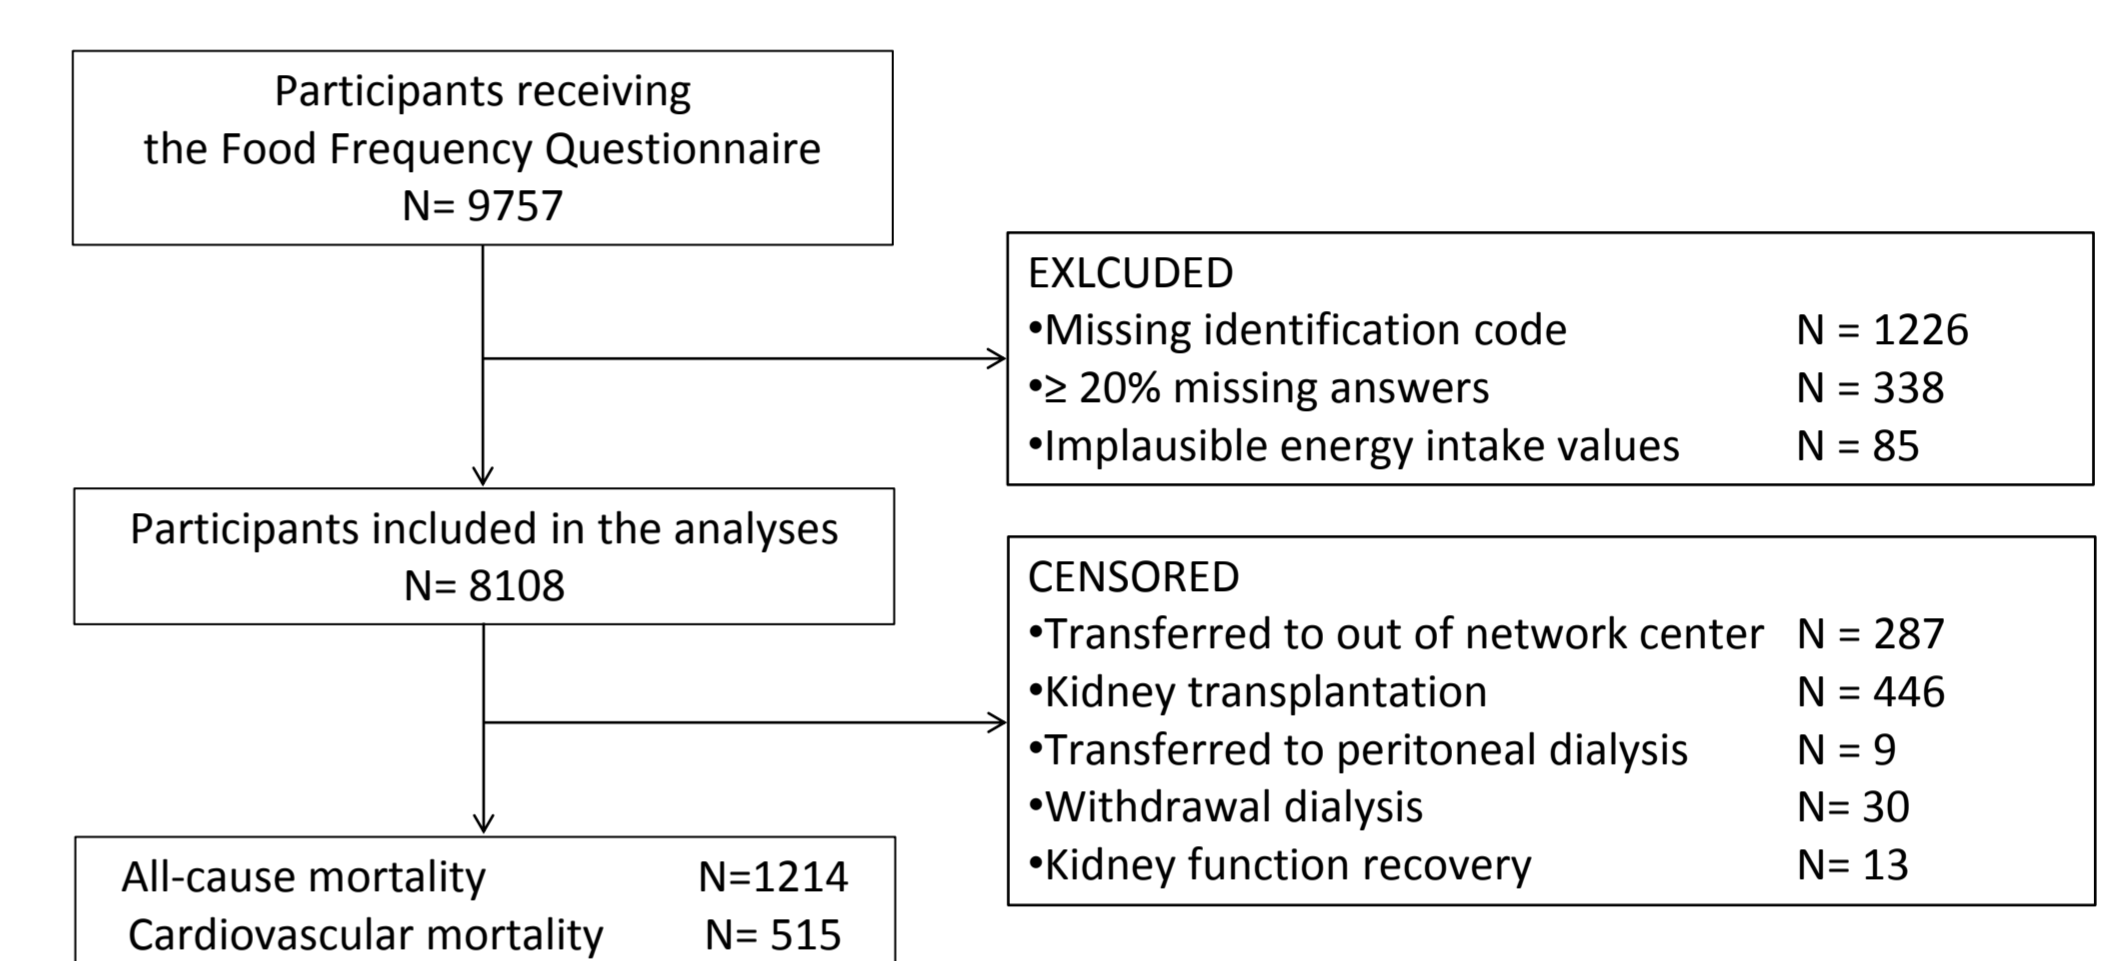 Participants receiving
the Food Frequency Questionnaire
N= 9757
EXLCUDED
•Missing identification code N = 1226
•≥ 20% missing answers N = 338
•Implausible energy intake values N = 85
Participants included in the analyses
N= 8108
CENSORED
•Transferred to out of network center N = 287
•Kidney transplantation N = 446
•Transferred to peritoneal dialysis N = 9
•Withdrawal dialysis N= 30
•Kidney function recovery N= 13
All-cause mortality N=1214
Cardiovascular mortality N= 515